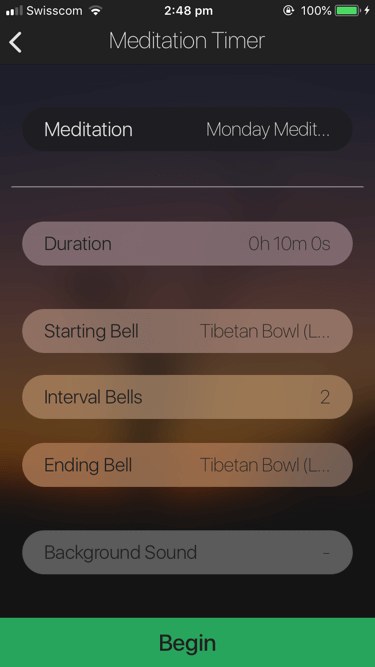 Swisscom 2:48 pm 100%
Meditation Timer
Meditation Monday Medit...
Duration 0h 10m 0s
Starting Bell Tibetan Bowl (L...
Interval Bells 2
Ending Bell Tibetan Bowl (L...
Background Sound -
Begin